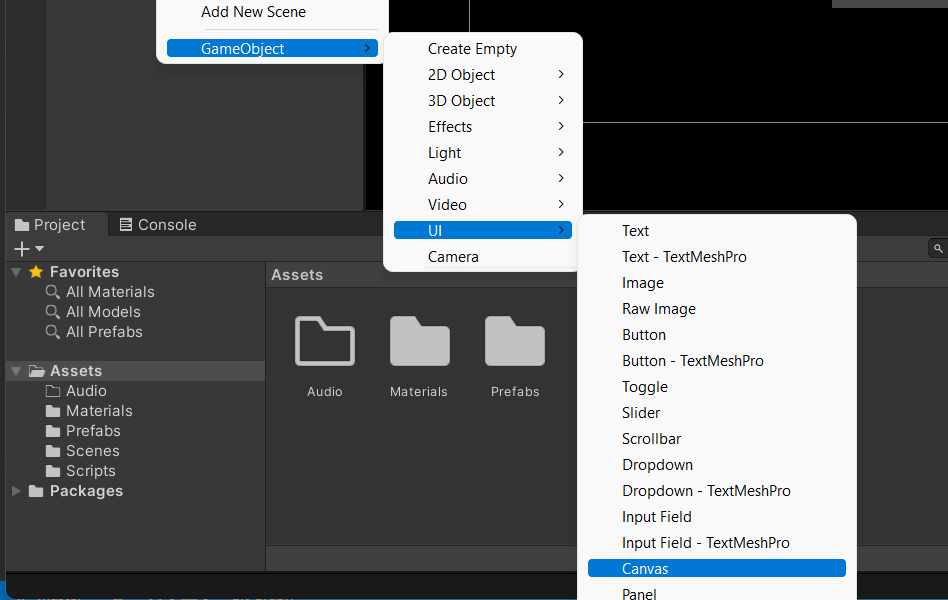 Add New Scene
GameObject
Create Empty
2D Object
3D Object
Effects
Light
Audio
Video
UI
Camera
Text
Text - TextMeshPro
Image
Raw Image
Button
Button - TextMeshPro
Toggle
Slider
Scrollbar
Dropdown
Dropdown - TextMeshPro
Input Field
Input Field - TextMeshPro
Canvas
Panel
Project
Console
Favorites
All Materials
All Models
All Prefabs
Assets
Audio
Materials
Prefabs
Scenes
Scripts
Packages
Assets
Audio
Materials
Prefabs